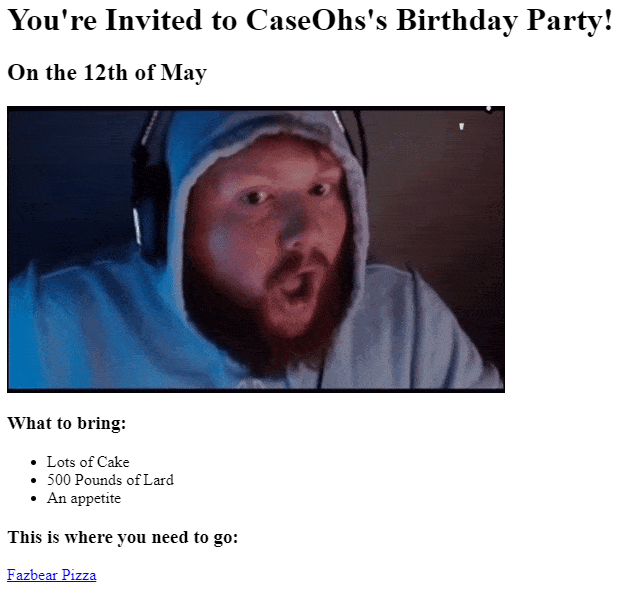 You're Invited to CaseOhs's Birthday Party!
On the 12th of May
What to bring:
Lots of Cake
500 Pounds of Lard
An appetite
This is where you need to go:
Fazbear Pizza